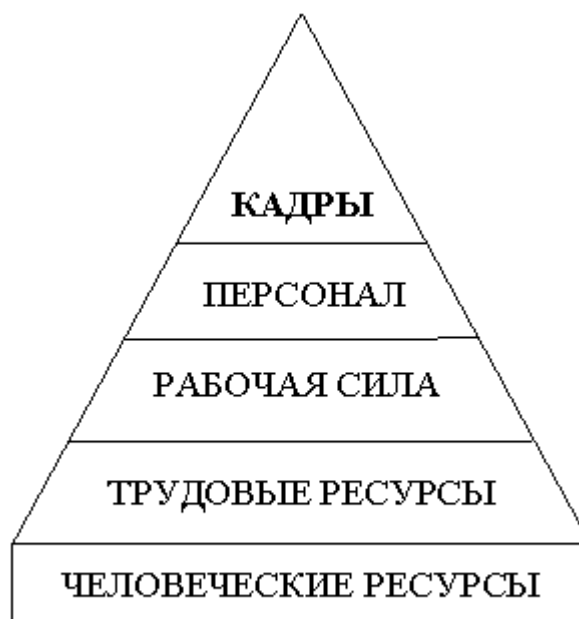 КАДРЫ
ПЕРСОНАЛ
РАБОЧАЯ СИЛА
ТРУДОВЫЕ РЕСУРСЫ
ЧЕЛОВЕЧЕСКИЕ РЕСУРСЫ